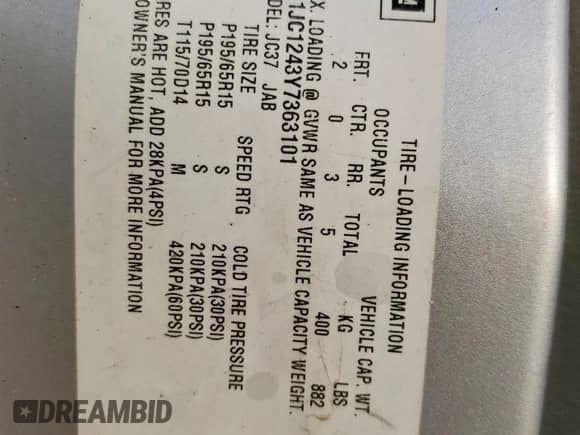 GM
TIRE-LOADING INFORMATION
OCCUPANTS VEHICLE CAP. WT.
FRT. CTR. RR. TOTAL KG LBS
2 0 3 5 400 882
X. LOADING @ GVWR SAME AS VEHICLE CAPACITY WEIGHT.
1JC1243Y7363101
DEL: JC37 JAB
TIRE SIZE SPEED RTG. COLD TIRE PRESSURE
P195/65R15 S 210KPA(30PSI)
P195/65R15 S 210KPA(30PSI)
T115/70D14 M 420KPA(60PSI)
RES ARE HOT, ADD 28KPA(4PSI)
OWNER'S MANUAL FOR MORE INFORMATION
DREAMBID